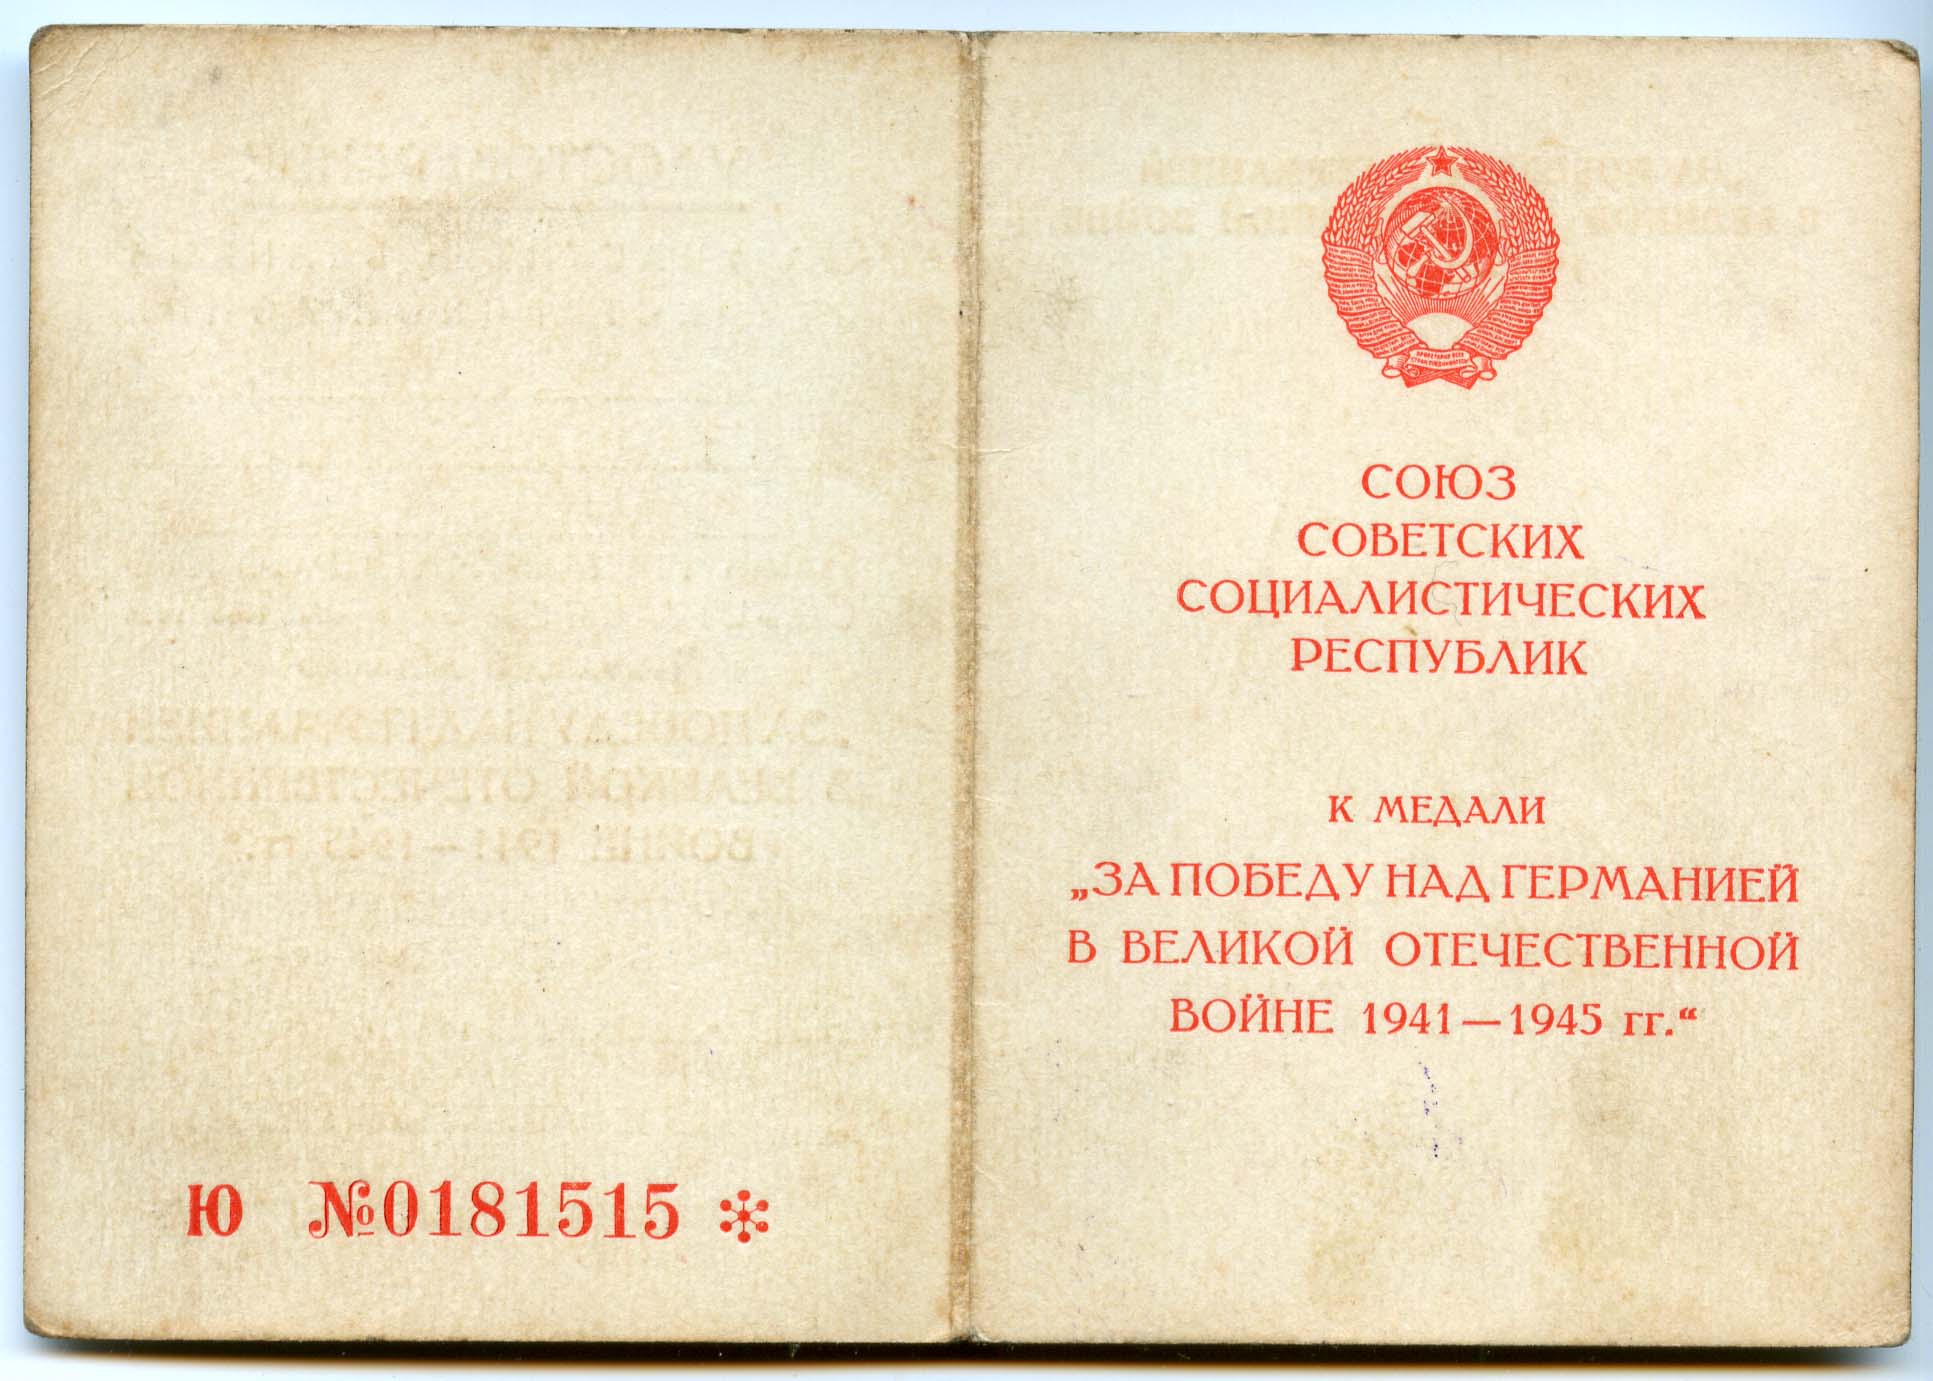 Ю №0181515
СОЮЗ
СОВЕТСКИХ
СОЦИАЛИСТИЧЕСКИХ
РЕСПУБЛИК
К МЕДАЛИ
„ЗА ПОБЕДУ НАД ГЕРМАНИЕЙ
В ВЕЛИКОЙ ОТЕЧЕСТВЕННОЙ
ВОЙНЕ 1941—1945 гг.“